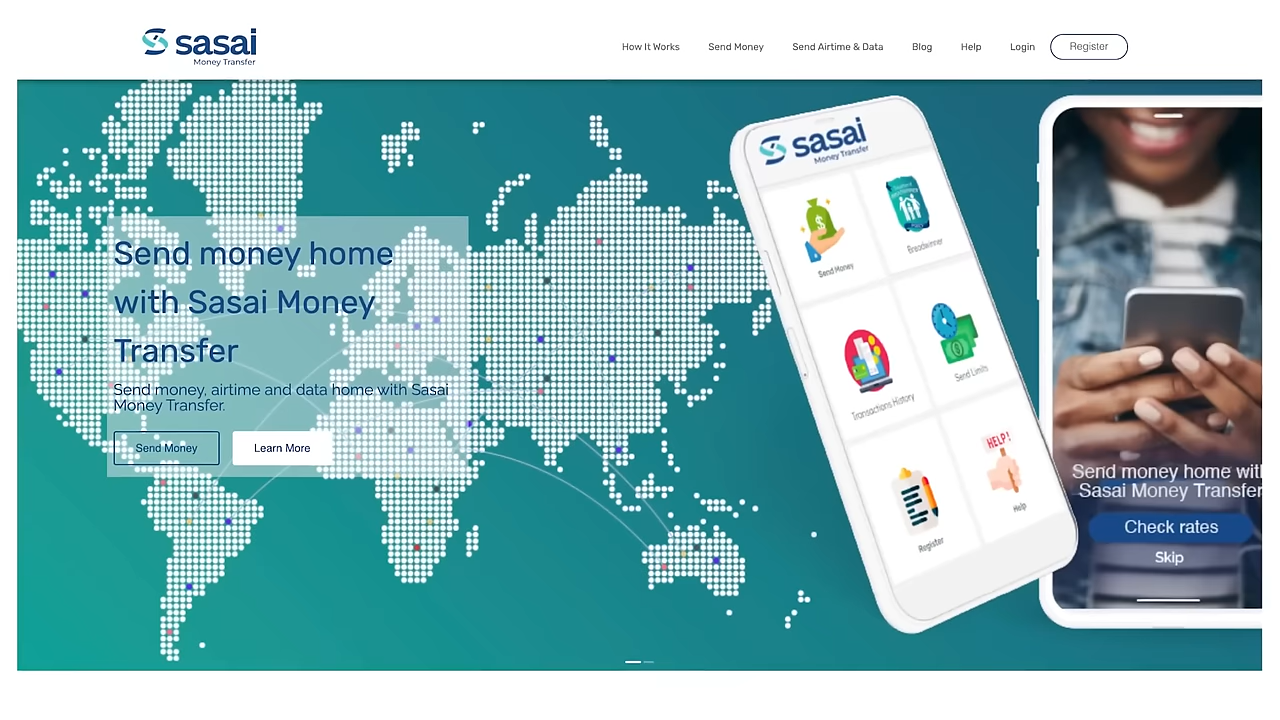 sasai
Money Transfer
How It Works
Send Money
Send Airtime & Data
Blog
Help
Login
Register
Send money home
with Sasai Money
Transfer
Send money, airtime and data home with Sasai
Money Transfer.
Send Money
Learn More
sasai
Money Transfer
Send Money
Breadwinner
Transactions History
Send Limits
HELP!
Register
Help
Send money home with
Sasai Money Transfer
Check rates
Skip